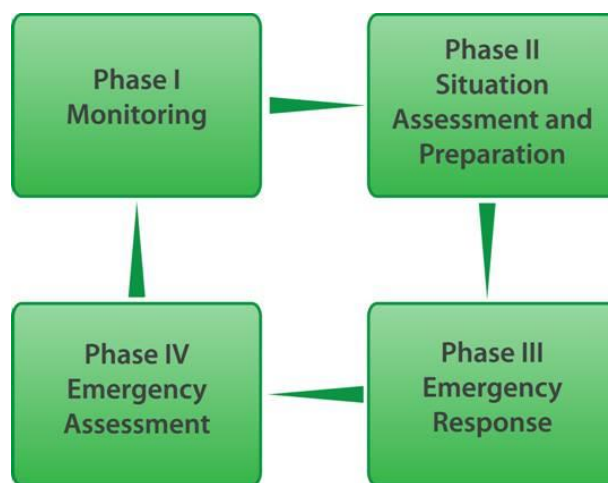 Phase I
Monitoring
Phase II
Situation
Assessment and
Preparation
Phase IV
Emergency
Assessment
Phase III
Emergency
Response